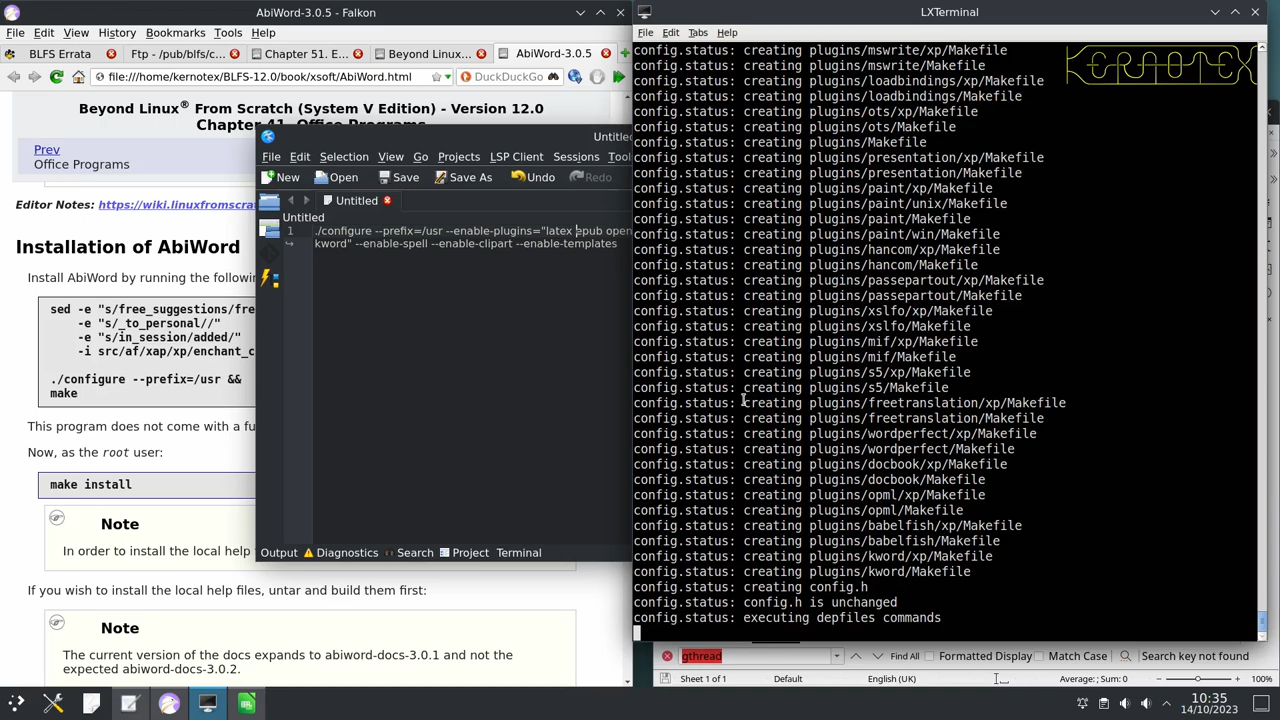 AbiWord-3.0.5 - Falkon
File Edit View History Bookmarks Tools Help
BLFS Errata
Ftp - /pub/blfs/c...
Chapter 51. E...
Beyond Linux...
AbiWord-3.0.5
file:///home/kernotex/BLFS-12.0/book/xsoft/AbiWord.html
DuckDuckGo
Beyond Linux® From Scratch (System V Edition) - Version 12.0
Chapter 41. Office Programs
Prev
Office Programs
Editor Notes: https://wiki.linuxfromscra
Installation of AbiWord
Install AbiWord by running the followin
sed -e "s/free_suggestions/fre
-e "s/_to_personal//"
-e "s/in_session/added/"
-i src/af/xap/xp/enchant_c
./configure --prefix=/usr &&
make
This program does not come with a fu
Now, as the root user:
make install
Note
In order to install the local help
If you wish to install the local help files, untar and build them first:
Note
The current version of the docs expands to abiword-docs-3.0.1 and not the
expected abiword-docs-3.0.2.
Untitled
File Edit Selection View Go Projects LSP Client Sessions Tool
New Open Save Save As Undo Redo
Untitled
Untitled
1 ./configure --prefix=/usr --enable-plugins="latex epub open
kword" --enable-spell --enable-clipart --enable-templates
Output Diagnostics Search Project Terminal
LXTerminal
File Edit Tabs Help
KERNOTEX
config.status: creating plugins/mswrite/xp/Makefile
config.status: creating plugins/mswrite/Makefile
config.status: creating plugins/loadbindings/xp/Makefile
config.status: creating plugins/loadbindings/Makefile
config.status: creating plugins/ots/xp/Makefile
config.status: creating plugins/ots/Makefile
config.status: creating plugins/Makefile
config.status: creating plugins/presentation/xp/Makefile
config.status: creating plugins/presentation/Makefile
config.status: creating plugins/paint/xp/Makefile
config.status: creating plugins/paint/unix/Makefile
config.status: creating plugins/paint/Makefile
config.status: creating plugins/paint/win/Makefile
config.status: creating plugins/hancom/xp/Makefile
config.status: creating plugins/hancom/Makefile
config.status: creating plugins/passepartout/xp/Makefile
config.status: creating plugins/passepartout/Makefile
config.status: creating plugins/xslfo/xp/Makefile
config.status: creating plugins/xslfo/Makefile
config.status: creating plugins/mif/xp/Makefile
config.status: creating plugins/mif/Makefile
config.status: creating plugins/s5/xp/Makefile
config.status: creating plugins/s5/Makefile
config.status: creating plugins/freetranslation/xp/Makefile
config.status: creating plugins/freetranslation/Makefile
config.status: creating plugins/wordperfect/xp/Makefile
config.status: creating plugins/wordperfect/Makefile
config.status: creating plugins/docbook/xp/Makefile
config.status: creating plugins/docbook/Makefile
config.status: creating plugins/opml/xp/Makefile
config.status: creating plugins/opml/Makefile
config.status: creating plugins/babelfish/xp/Makefile
config.status: creating plugins/babelfish/Makefile
config.status: creating plugins/kword/xp/Makefile
config.status: creating plugins/kword/Makefile
config.status: creating config.h
config.status: config.h is unchanged
config.status: executing depfiles commands
gthread Find All Formatted Display Match Case Search key not found
Sheet 1 of 1 Default English (UK) Average: ; Sum: 0 100%
10:35
14/10/2023